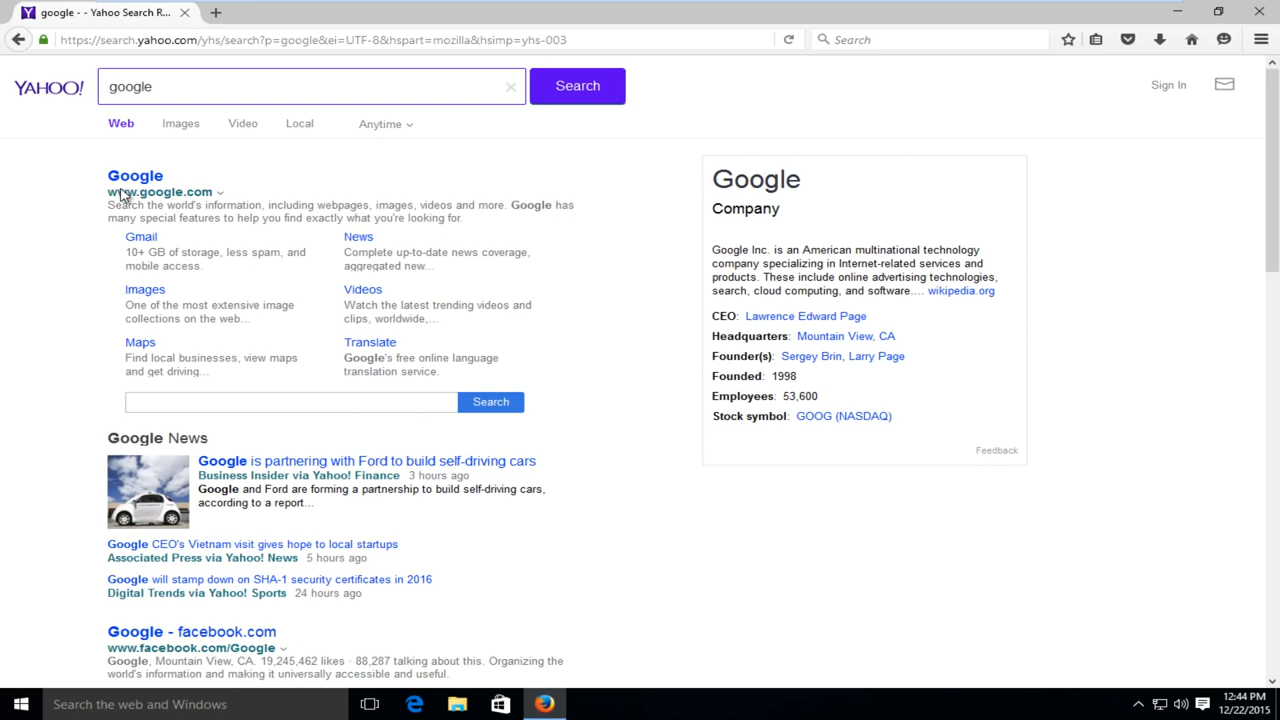 google - - Yahoo Search R...
https://search.yahoo.com/yhs/search?p=google&ei=UTF-8&hspart=mozilla&hsimp=yhs-003
Search
YAHOO!
google
Search
Sign In
Web Images Video Local Anytime
Google
www.google.com
Search the world's information, including webpages, images, videos and more. Google has
many special features to help you find exactly what you're looking for.
Gmail
10+ GB of storage, less spam, and
mobile access.
News
Complete up-to-date news coverage,
aggregated new...
Images
One of the most extensive image
collections on the web...
Videos
Watch the latest trending videos and
clips, worldwide,...
Maps
Find local businesses, view maps
and get driving...
Translate
Google's free online language
translation service.
Search
Google News
Google is partnering with Ford to build self-driving cars
Business Insider via Yahoo! Finance 3 hours ago
Google and Ford are forming a partnership to build self-driving cars,
according to a report...
Google CEO's Vietnam visit gives hope to local startups
Associated Press via Yahoo! News 5 hours ago
Google will stamp down on SHA-1 security certificates in 2016
Digital Trends via Yahoo! Sports 24 hours ago
Google - facebook.com
www.facebook.com/Google
Google, Mountain View, CA. 19,245,462 likes · 88,287 talking about this. Organizing the
world's information and making it universally accessible and useful.
Google
Company
Google Inc. is an American multinational technology
company specializing in Internet-related services and
products. These include online advertising technologies,
search, cloud computing, and software.... wikipedia.org
CEO: Lawrence Edward Page
Headquarters: Mountain View, CA
Founder(s): Sergey Brin, Larry Page
Founded: 1998
Employees: 53,600
Stock symbol: GOOG (NASDAQ)
Feedback
Search the web and Windows
12:44 PM
12/22/2015